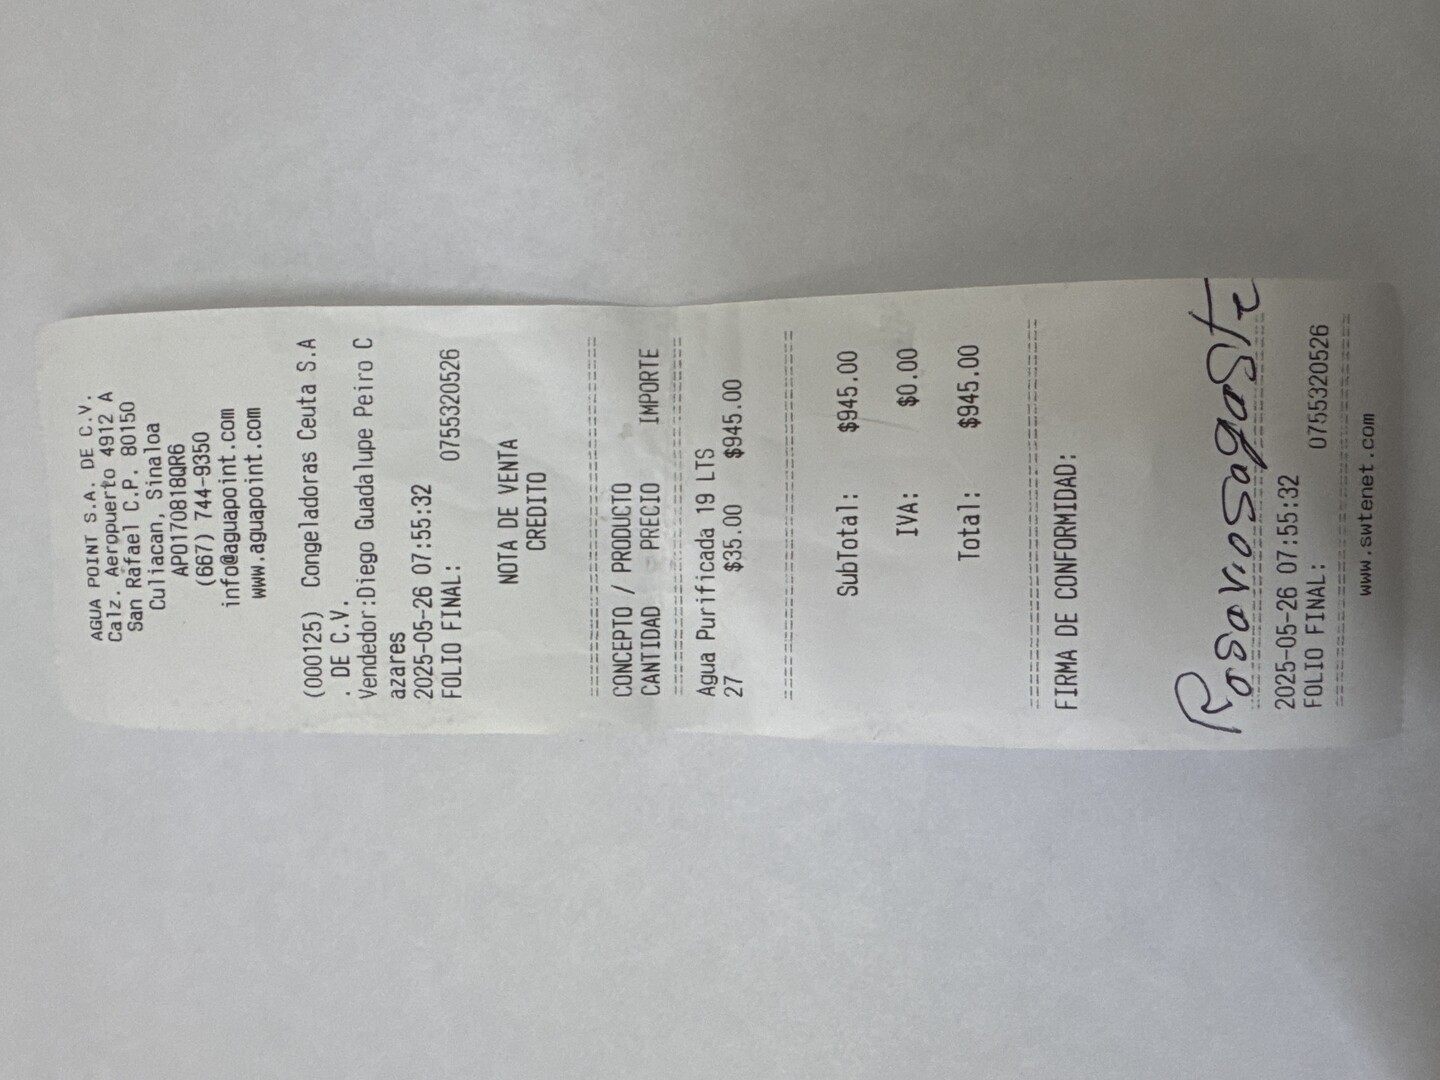 AGUA POINT S.A. DE C.V.
Calz. Aeropuerto 4912 A
San Rafael C.P. 80150
Culiacan, Sinaloa
APO170818QR6
(667) 744-9350
info@aguapoint.com
www.aguapoint.com
(000125) Congeladoras Ceuta S.A
. DE C.V.
Vendedor:Diego Guadalupe Peiro C
azares
2025-05-26 07:55:32
FOLIO FINAL: 0755320526
NOTA DE VENTA
CREDITO
CONCEPTO / PRODUCTO
CANTIDAD PRECIO IMPORTE
Agua Purificada 19 LTS
27 $35.00 $945.00
SubTotal: $945.00
IVA: $0.00
Total: $945.00
FIRMA DE CONFORMIDAD:
Rosario Sagaste
2025-05-26 07:55:32
FOLIO FINAL: 0755320526
www.swtenet.com